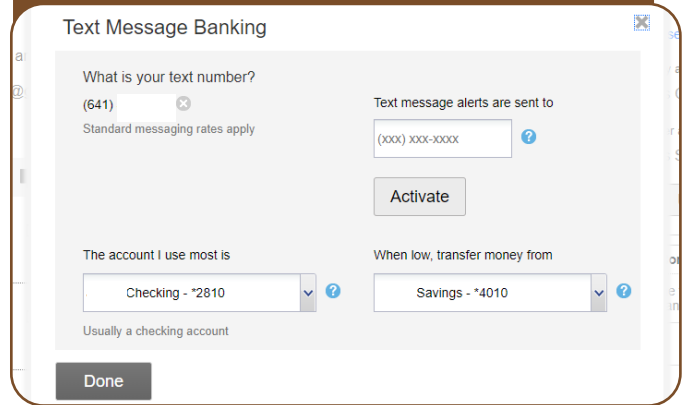 Text Message Banking
What is your text number?
(641)
Standard messaging rates apply
Text message alerts are sent to
(xxx) xxx-xxxx
Activate
The account I use most is
Checking - *2810
Usually a checking account
When low, transfer money from
Savings - *4010
Done